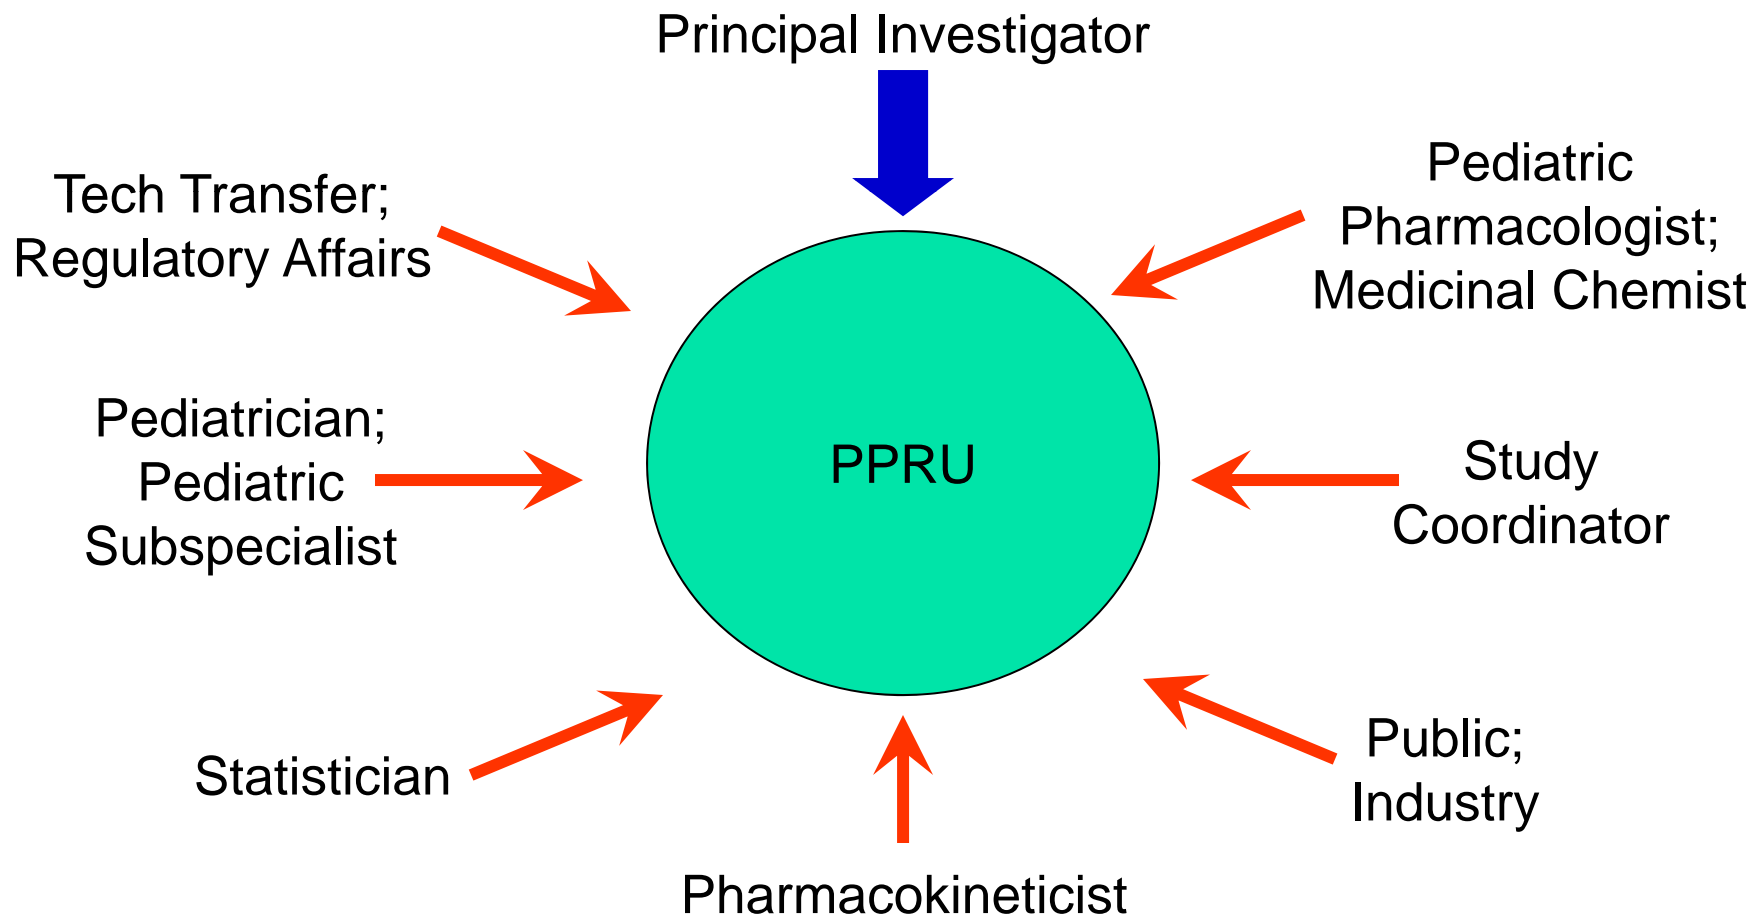 Principal Investigator
Tech Transfer;
Regulatory Affairs
Pediatric
Pharmacologist;
Medicinal Chemist
Pediatrician;
Pediatric
Subspecialist
PPRU
Study
Coordinator
Statistician
Public;
Industry
Pharmacokineticist